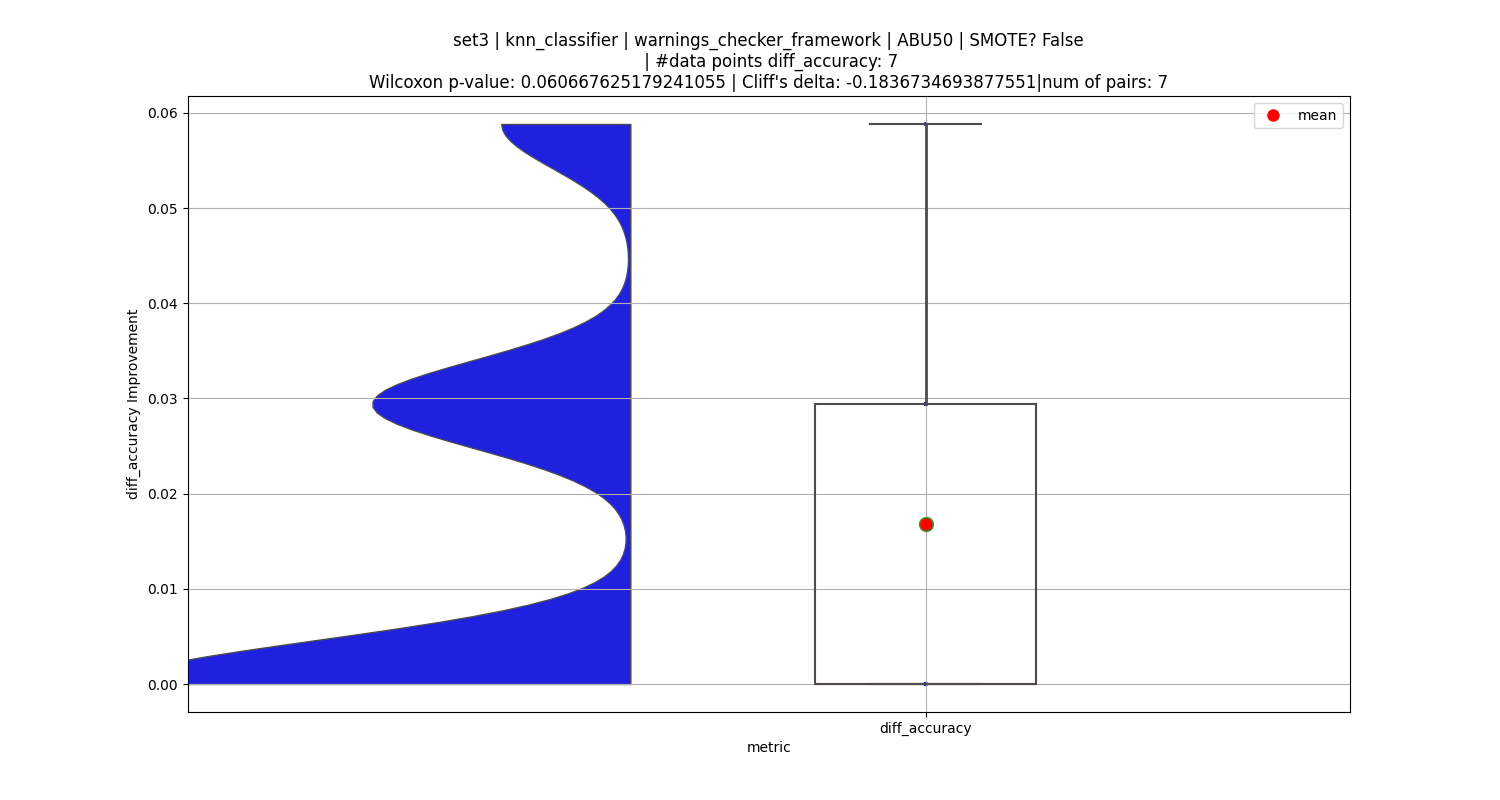 set3 | knn_classifier | warnings_checker_framework | ABU50 | SMOTE? False
| #data points diff_accuracy: 7
Wilcoxon p-value: 0.060667625179241055 | Cliff's delta: -0.1836734693877551|num of pairs: 7
mean
0.06
0.05
0.04
0.03
0.02
0.01
0.00
diff_accuracy Improvement
diff_accuracy
metric